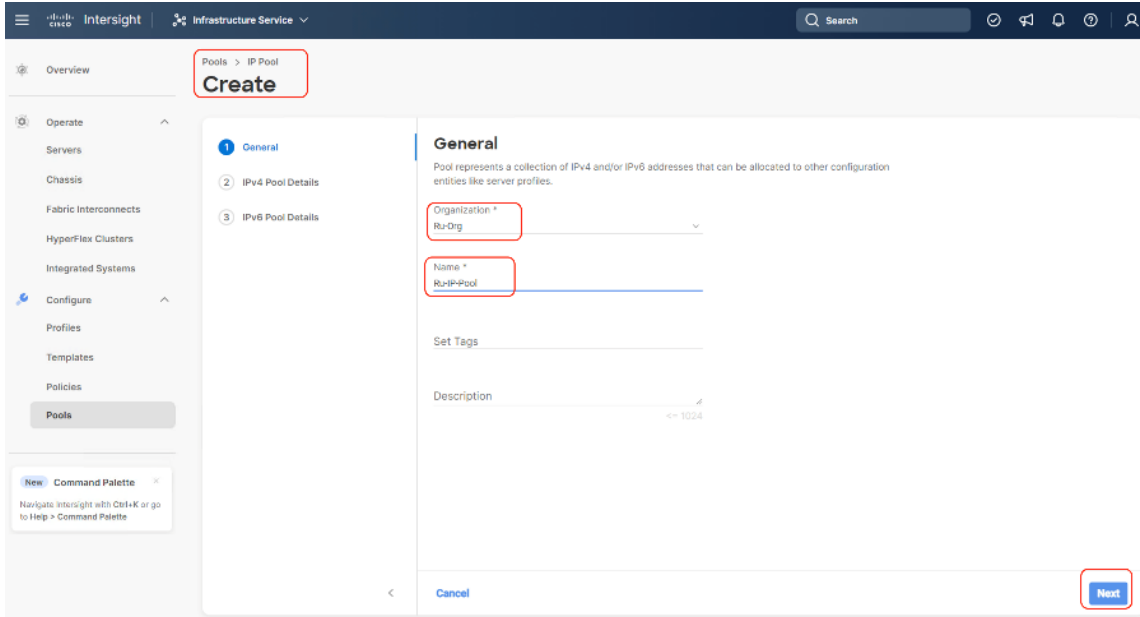 cisco Intersight
Infrastructure Service
Search
Overview
Operate
Servers
Chassis
Fabric Interconnects
HyperFlex Clusters
Integrated Systems
Configure
Profiles
Templates
Policies
Pools
New Command Palette
Navigate Intersight with Ctrl+K or go
to Help > Command Palette
Pools > IP Pool
Create
1 General
2 IPv4 Pool Details
3 IPv6 Pool Details
General
Pool represents a collection of IPv4 and/or IPv6 addresses that can be allocated to other configuration
entities like server profiles.
Organization *
Ru-Org
Name *
Ru-IP-Pool
Set Tags
Description
<= 1024
Cancel
Next